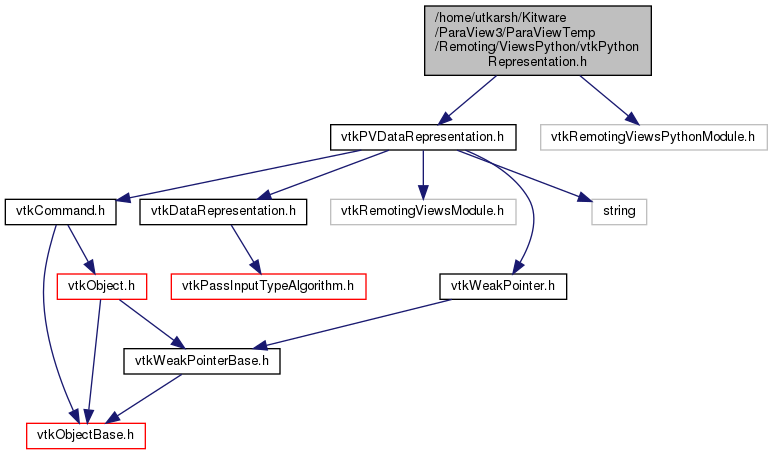 /home/utkarsh/Kitware
/ParaView3/ParaViewTemp
/Remoting/ViewsPython/vtkPython
Representation.h
vtkPVDataRepresentation.h
vtkRemotingViewsPythonModule.h
vtkCommand.h
vtkDataRepresentation.h
vtkRemotingViewsModule.h
string
vtkObject.h
vtkPassInputTypeAlgorithm.h
vtkWeakPointer.h
vtkWeakPointerBase.h
vtkObjectBase.h